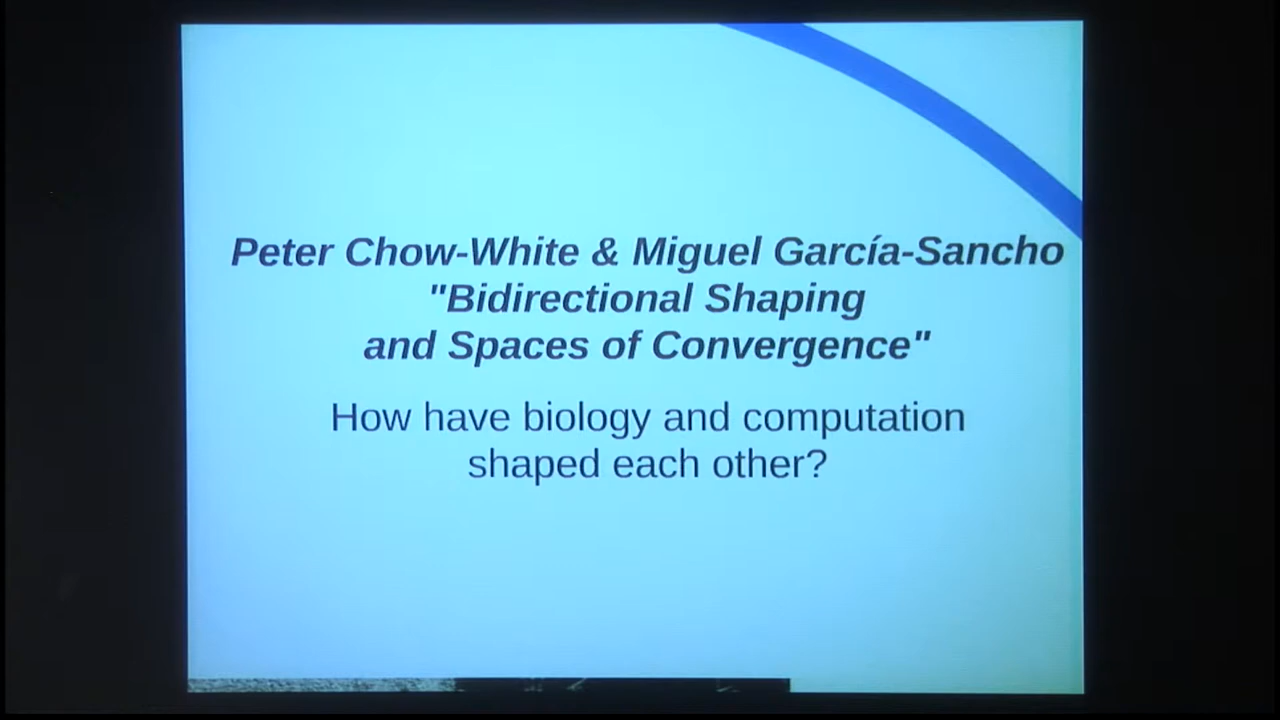 Peter Chow-White & Miguel García-Sancho
"Bidirectional Shaping
and Spaces of Convergence"
How have biology and computation
shaped each other?